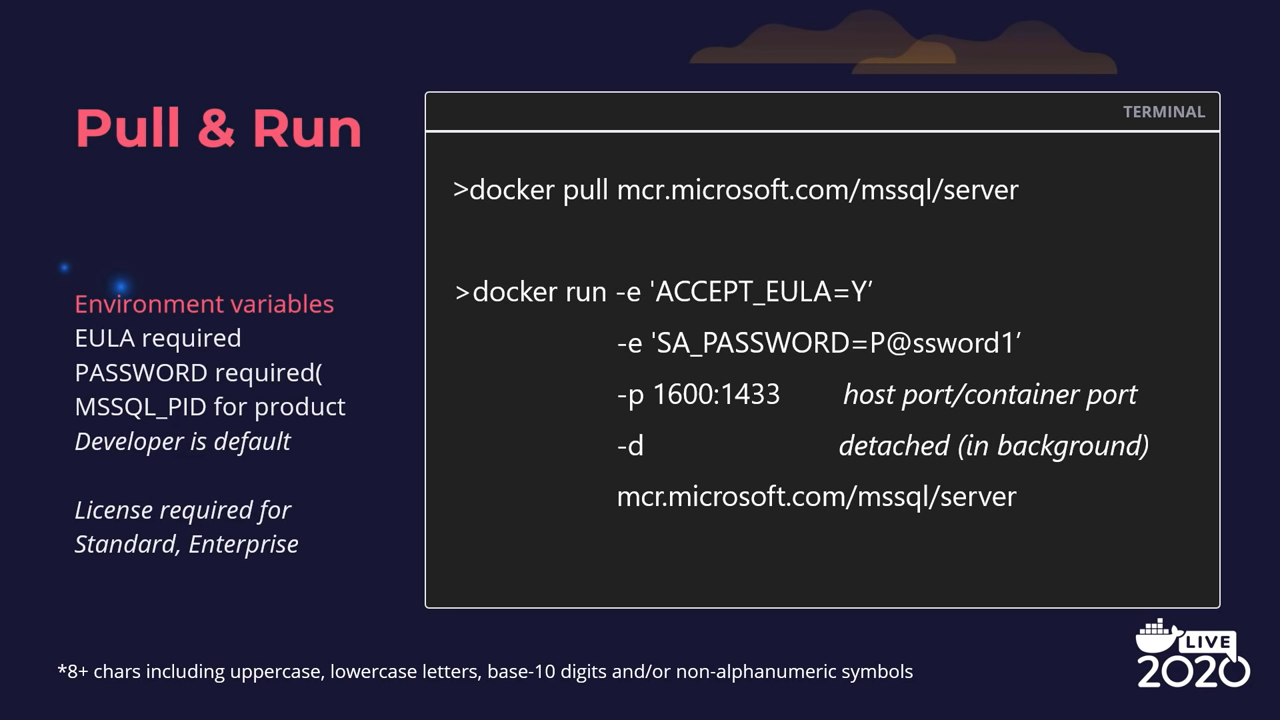 Pull & Run
Environment variables
EULA required
PASSWORD required(
MSSQL_PID for product
Developer is default
License required for
Standard, Enterprise
TERMINAL
>docker pull mcr.microsoft.com/mssql/server
>docker run -e 'ACCEPT_EULA=Y’
-e 'SA_PASSWORD=P@ssword1’
-p 1600:1433 host port/container port
-d detached (in background)
mcr.microsoft.com/mssql/server
*8+ chars including uppercase, lowercase letters, base-10 digits and/or non-alphanumeric symbols
LIVE
2020